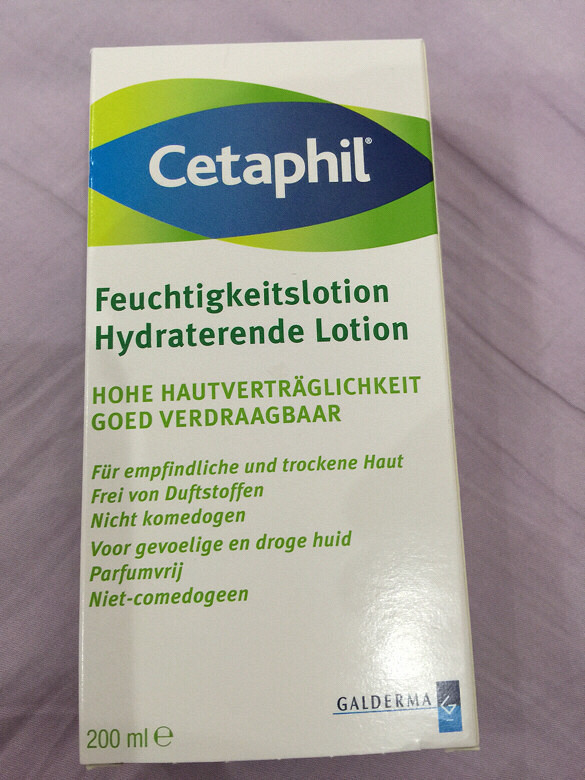 Cetaphil®
Feuchtigkeitslotion
Hydraterende Lotion
HOHE HAUTVERTRÄGLICHKEIT
GOED VERDRAAGBAAR
Für empfindliche und trockene Haut
Frei von Duftstoffen
Nicht komedogen
Voor gevoelige en droge huid
Parfumvrij
Niet-comedogeen
GALDERMA
200 ml ℮